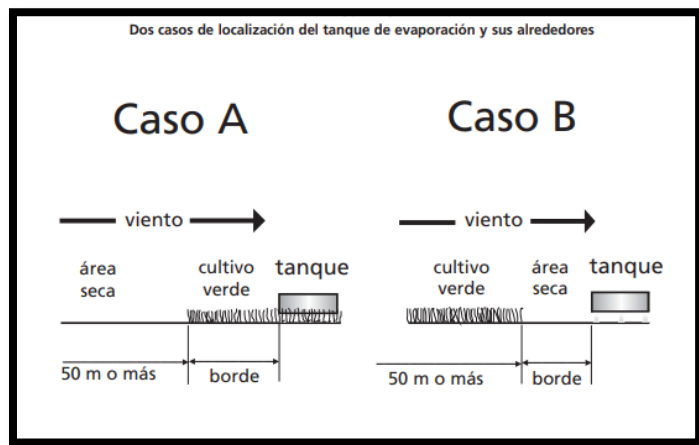 Dos casos de localización del tanque de evaporación y sus alrededores
Caso A
viento
área
seca
cultivo
verde
tanque
50 m o más
borde
Caso B
viento
cultivo
verde
área
seca
tanque
50 m o más
borde